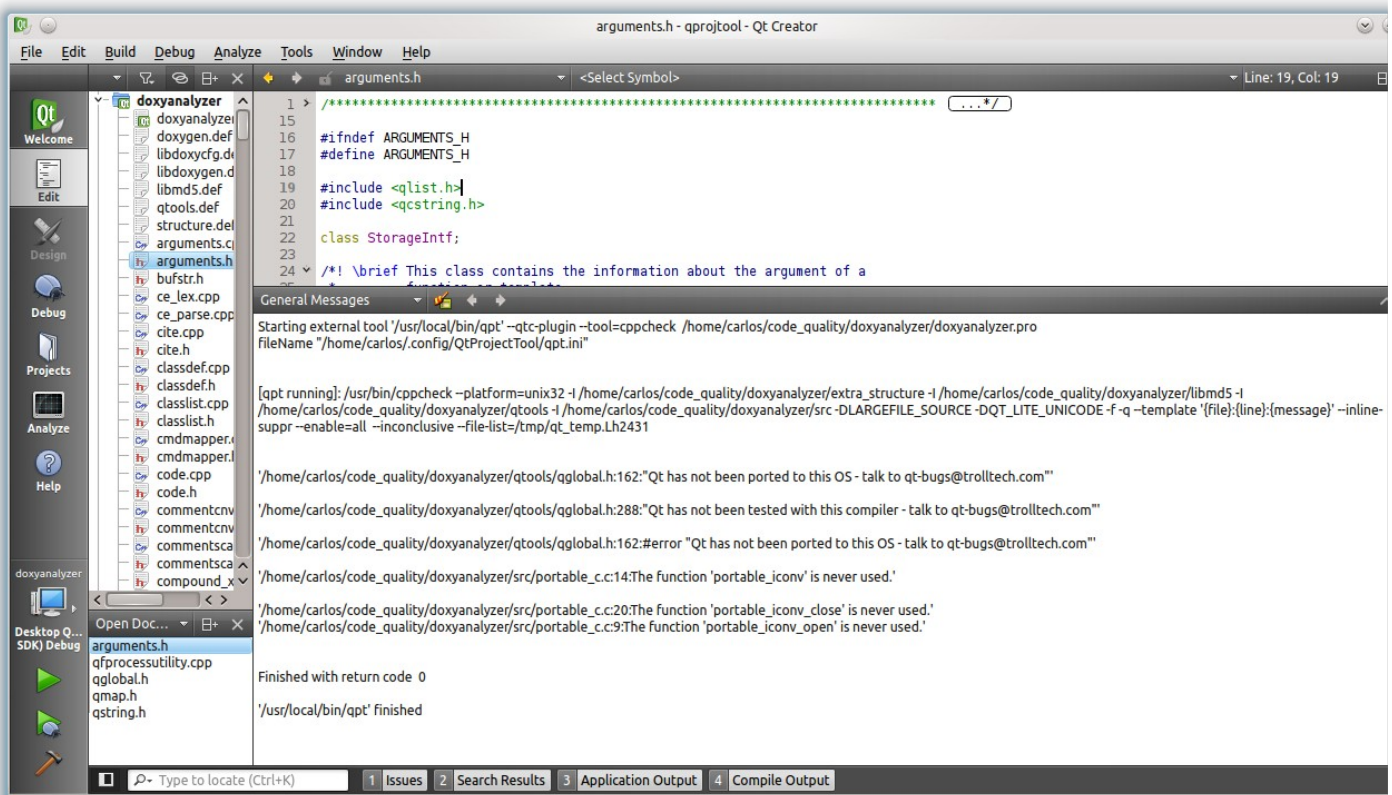 arguments.h - qprojtool - Qt Creator
File Edit Build Debug Analyze Tools Window Help
arguments.h <Select Symbol> Line: 19, Col: 19
Qt
Welcome
Edit
Design
Debug
Projects
Analyze
Help
doxyanalyzer
Desktop Q...
SDK) Debug
doxyanalyzer
doxyanalyzer
doxygen.def
libdoxycfg.de
libdoxygen.d
libmd5.def
qtools.def
structure.def
arguments.c
arguments.h
bufstr.h
ce_lex.cpp
ce_parse.cpp
cite.cpp
cite.h
classdef.cpp
classdef.h
classlist.cpp
classlist.h
cmdmapper.
cmdmapper.
code.cpp
code.h
commentcnv
commentcnv
commentsca
commentsca
compound_x
Open Doc...
arguments.h
qfprocessutility.cpp
qglobal.h
qmap.h
qstring.h
1 /****************************************************************************** ...*/
15
16 #ifndef ARGUMENTS_H
17 #define ARGUMENTS_H
18
19 #include <qlist.h>
20 #include <qcstring.h>
21
22 class StorageIntf;
23
24 /*! \brief This class contains the information about the argument of a
General Messages
Starting external tool '/usr/local/bin/qpt' --qtc-plugin --tool=cppcheck /home/carlos/code_quality/doxyanalyzer/doxyanalyzer.pro
fileName "/home/carlos/.config/QtProjectTool/qpt.ini"
[qpt running]: /usr/bin/cppcheck --platform=unix32 -I /home/carlos/code_quality/doxyanalyzer/extra_structure -I /home/carlos/code_quality/doxyanalyzer/libmd5 -I
/home/carlos/code_quality/doxyanalyzer/qtools -I /home/carlos/code_quality/doxyanalyzer/src -DLARGEFILE_SOURCE -DQT_LITE_UNICODE -f -q --template '{file}:{line}:{message}' --inline-
suppr --enable=all --inconclusive --file-list=/tmp/qt_temp.Lh2431
'/home/carlos/code_quality/doxyanalyzer/qtools/qglobal.h:162:"Qt has not been ported to this OS - talk to qt-bugs@trolltech.com"'
'/home/carlos/code_quality/doxyanalyzer/qtools/qglobal.h:288:"Qt has not been tested with this compiler - talk to qt-bugs@trolltech.com"'
'/home/carlos/code_quality/doxyanalyzer/qtools/qglobal.h:162:#error "Qt has not been ported to this OS - talk to qt-bugs@trolltech.com"'
'/home/carlos/code_quality/doxyanalyzer/src/portable_c.c:14:The function 'portable_iconv' is never used.'
'/home/carlos/code_quality/doxyanalyzer/src/portable_c.c:20:The function 'portable_iconv_close' is never used.'
'/home/carlos/code_quality/doxyanalyzer/src/portable_c.c:9:The function 'portable_iconv_open' is never used.'
Finished with return code 0
'/usr/local/bin/qpt' finished
Type to locate (Ctrl+K) 1 Issues 2 Search Results 3 Application Output 4 Compile Output